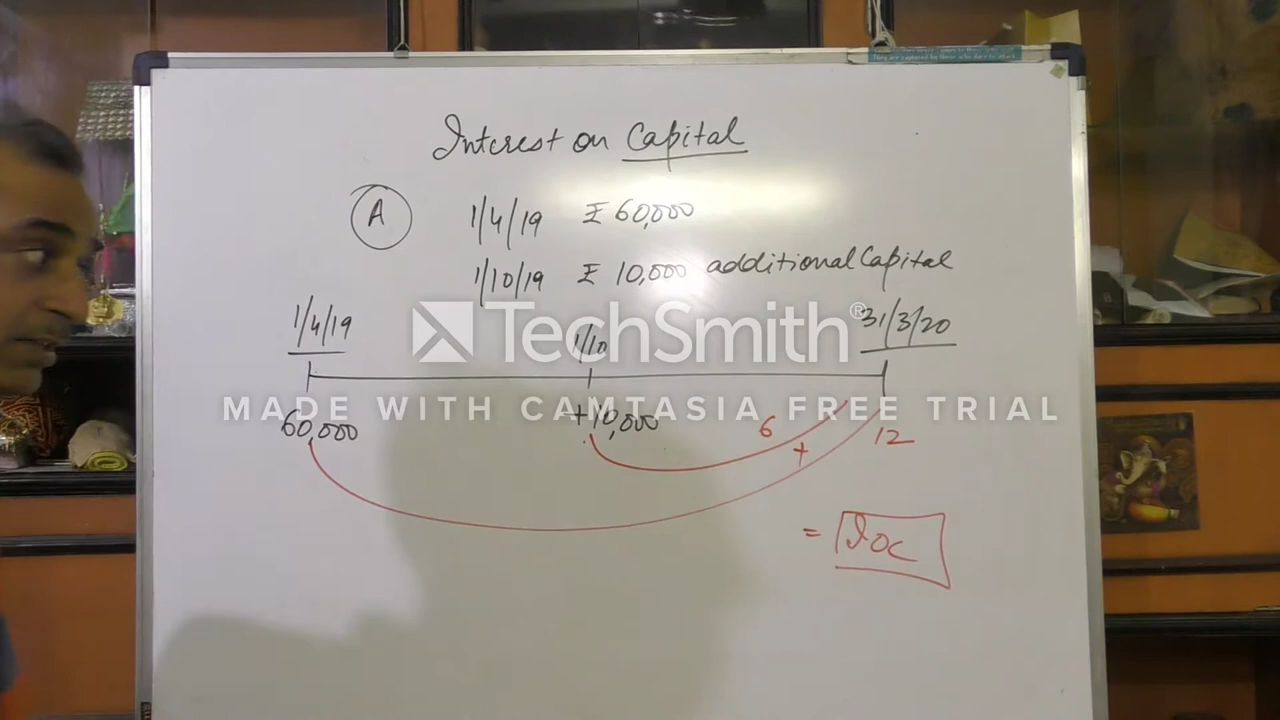 Interest on Capital
A 1/4/19 ₹ 60,000
1/10/19 ₹ 10,000 additional Capital
1/4/19 1/10 31/3/20
TechSmith®
MADE WITH CAMTASIA FREE TRIAL
60,000 +10,000 6 + 12
= IOC